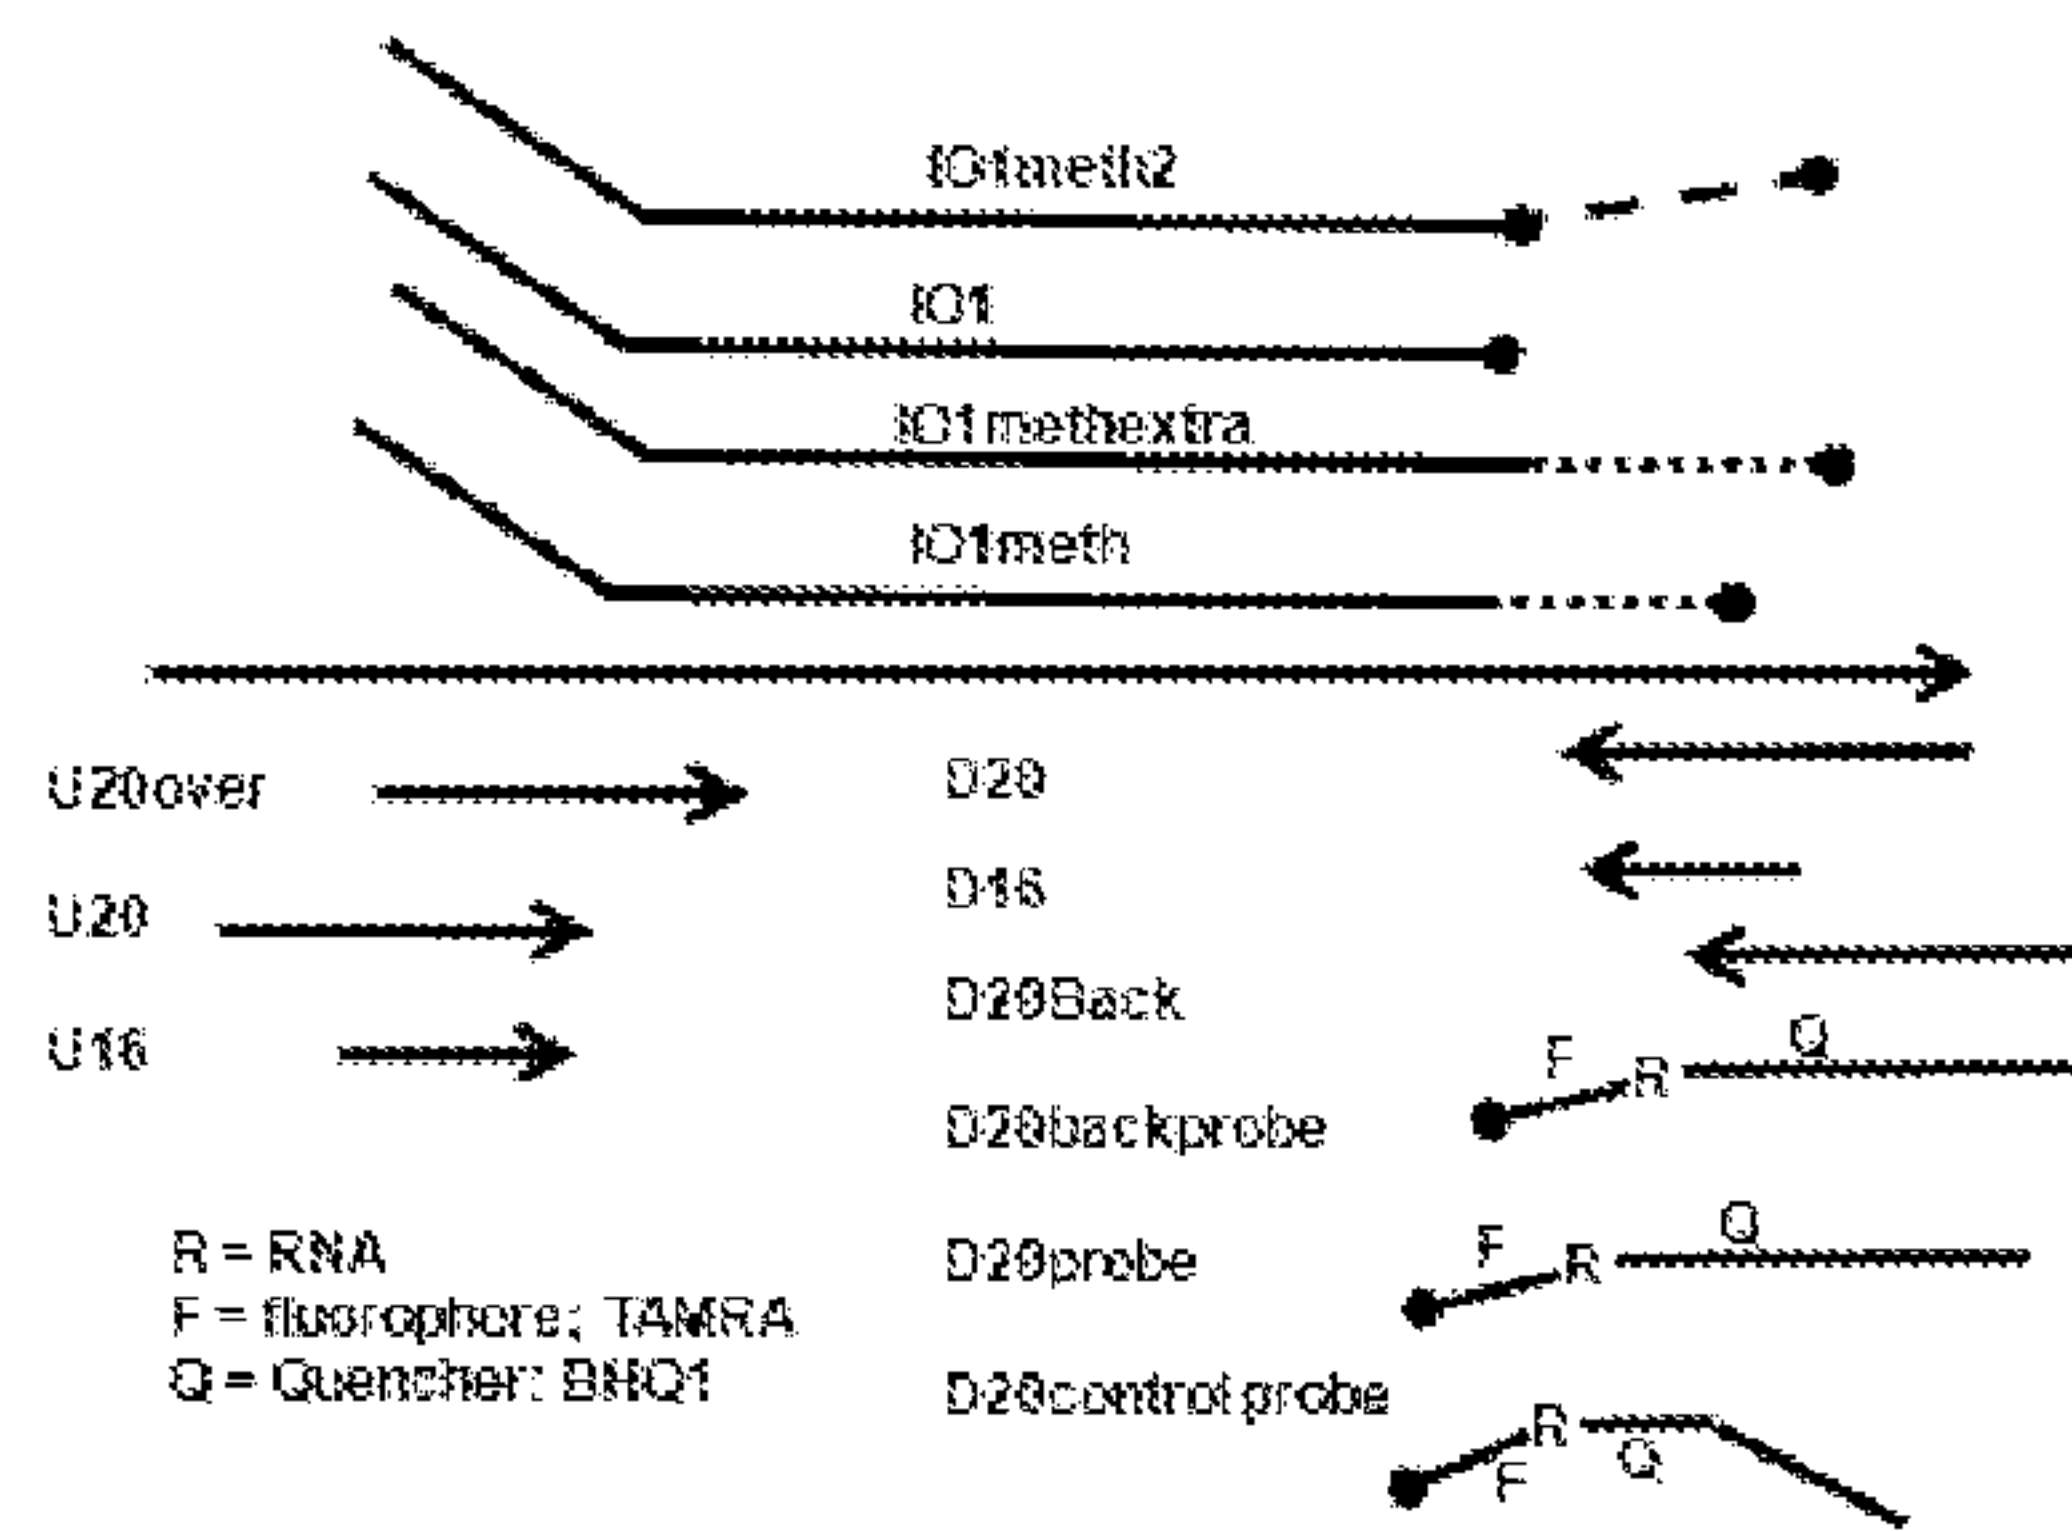 IO1meth2
IO1
IO1methextra
IO1meth
U20over
D20
D16
U20
D20Back
U16
F R Q
D20backprobe
F R Q
D20probe
R = RNA
F = fluorophore; TAMRA
Q = Quencher: BHQ1
D20control probe
R
F Q